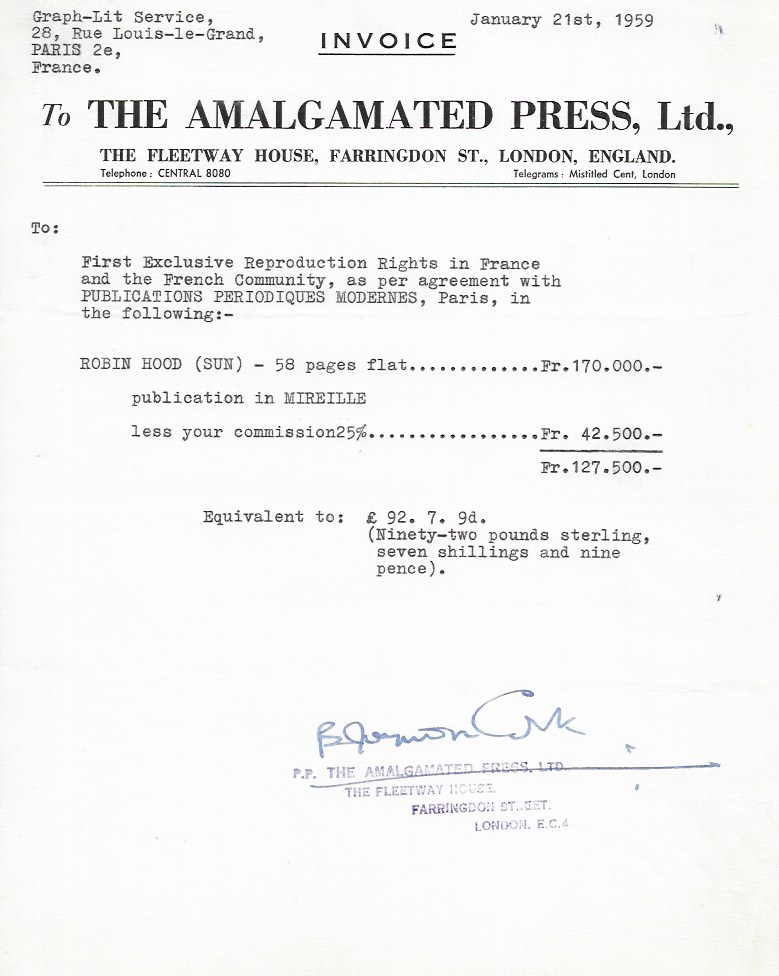 Graph-Lit Service,
28, Rue Louis-le-Grand,
PARIS 2e,
France.
January 21st, 1959
INVOICE
To THE AMALGAMATED PRESS, Ltd.,
THE FLEETWAY HOUSE, FARRINGDON ST., LONDON, ENGLAND.
Telephone: CENTRAL 8080
Telegrams: Mistitled Cent, London
To:
First Exclusive Reproduction Rights in France
and the French Community, as per agreement with
PUBLICATIONS PERIODIQUES MODERNES, Paris, in
the following:-
ROBIN HOOD (SUN) - 58 pages flat.............Fr.170.000.-
publication in MIREILLE
less your commission25%.................Fr. 42.500.-
Fr.127.500.-
Equivalent to: £ 92. 7. 9d.
(Ninety-two pounds sterling,
seven shillings and nine
pence).
P.P. THE AMALGAMATED PRESS, LTD.
THE FLEETWAY HOUSE.
FARRINGDON ST..EET.
LONDON. E.C.4